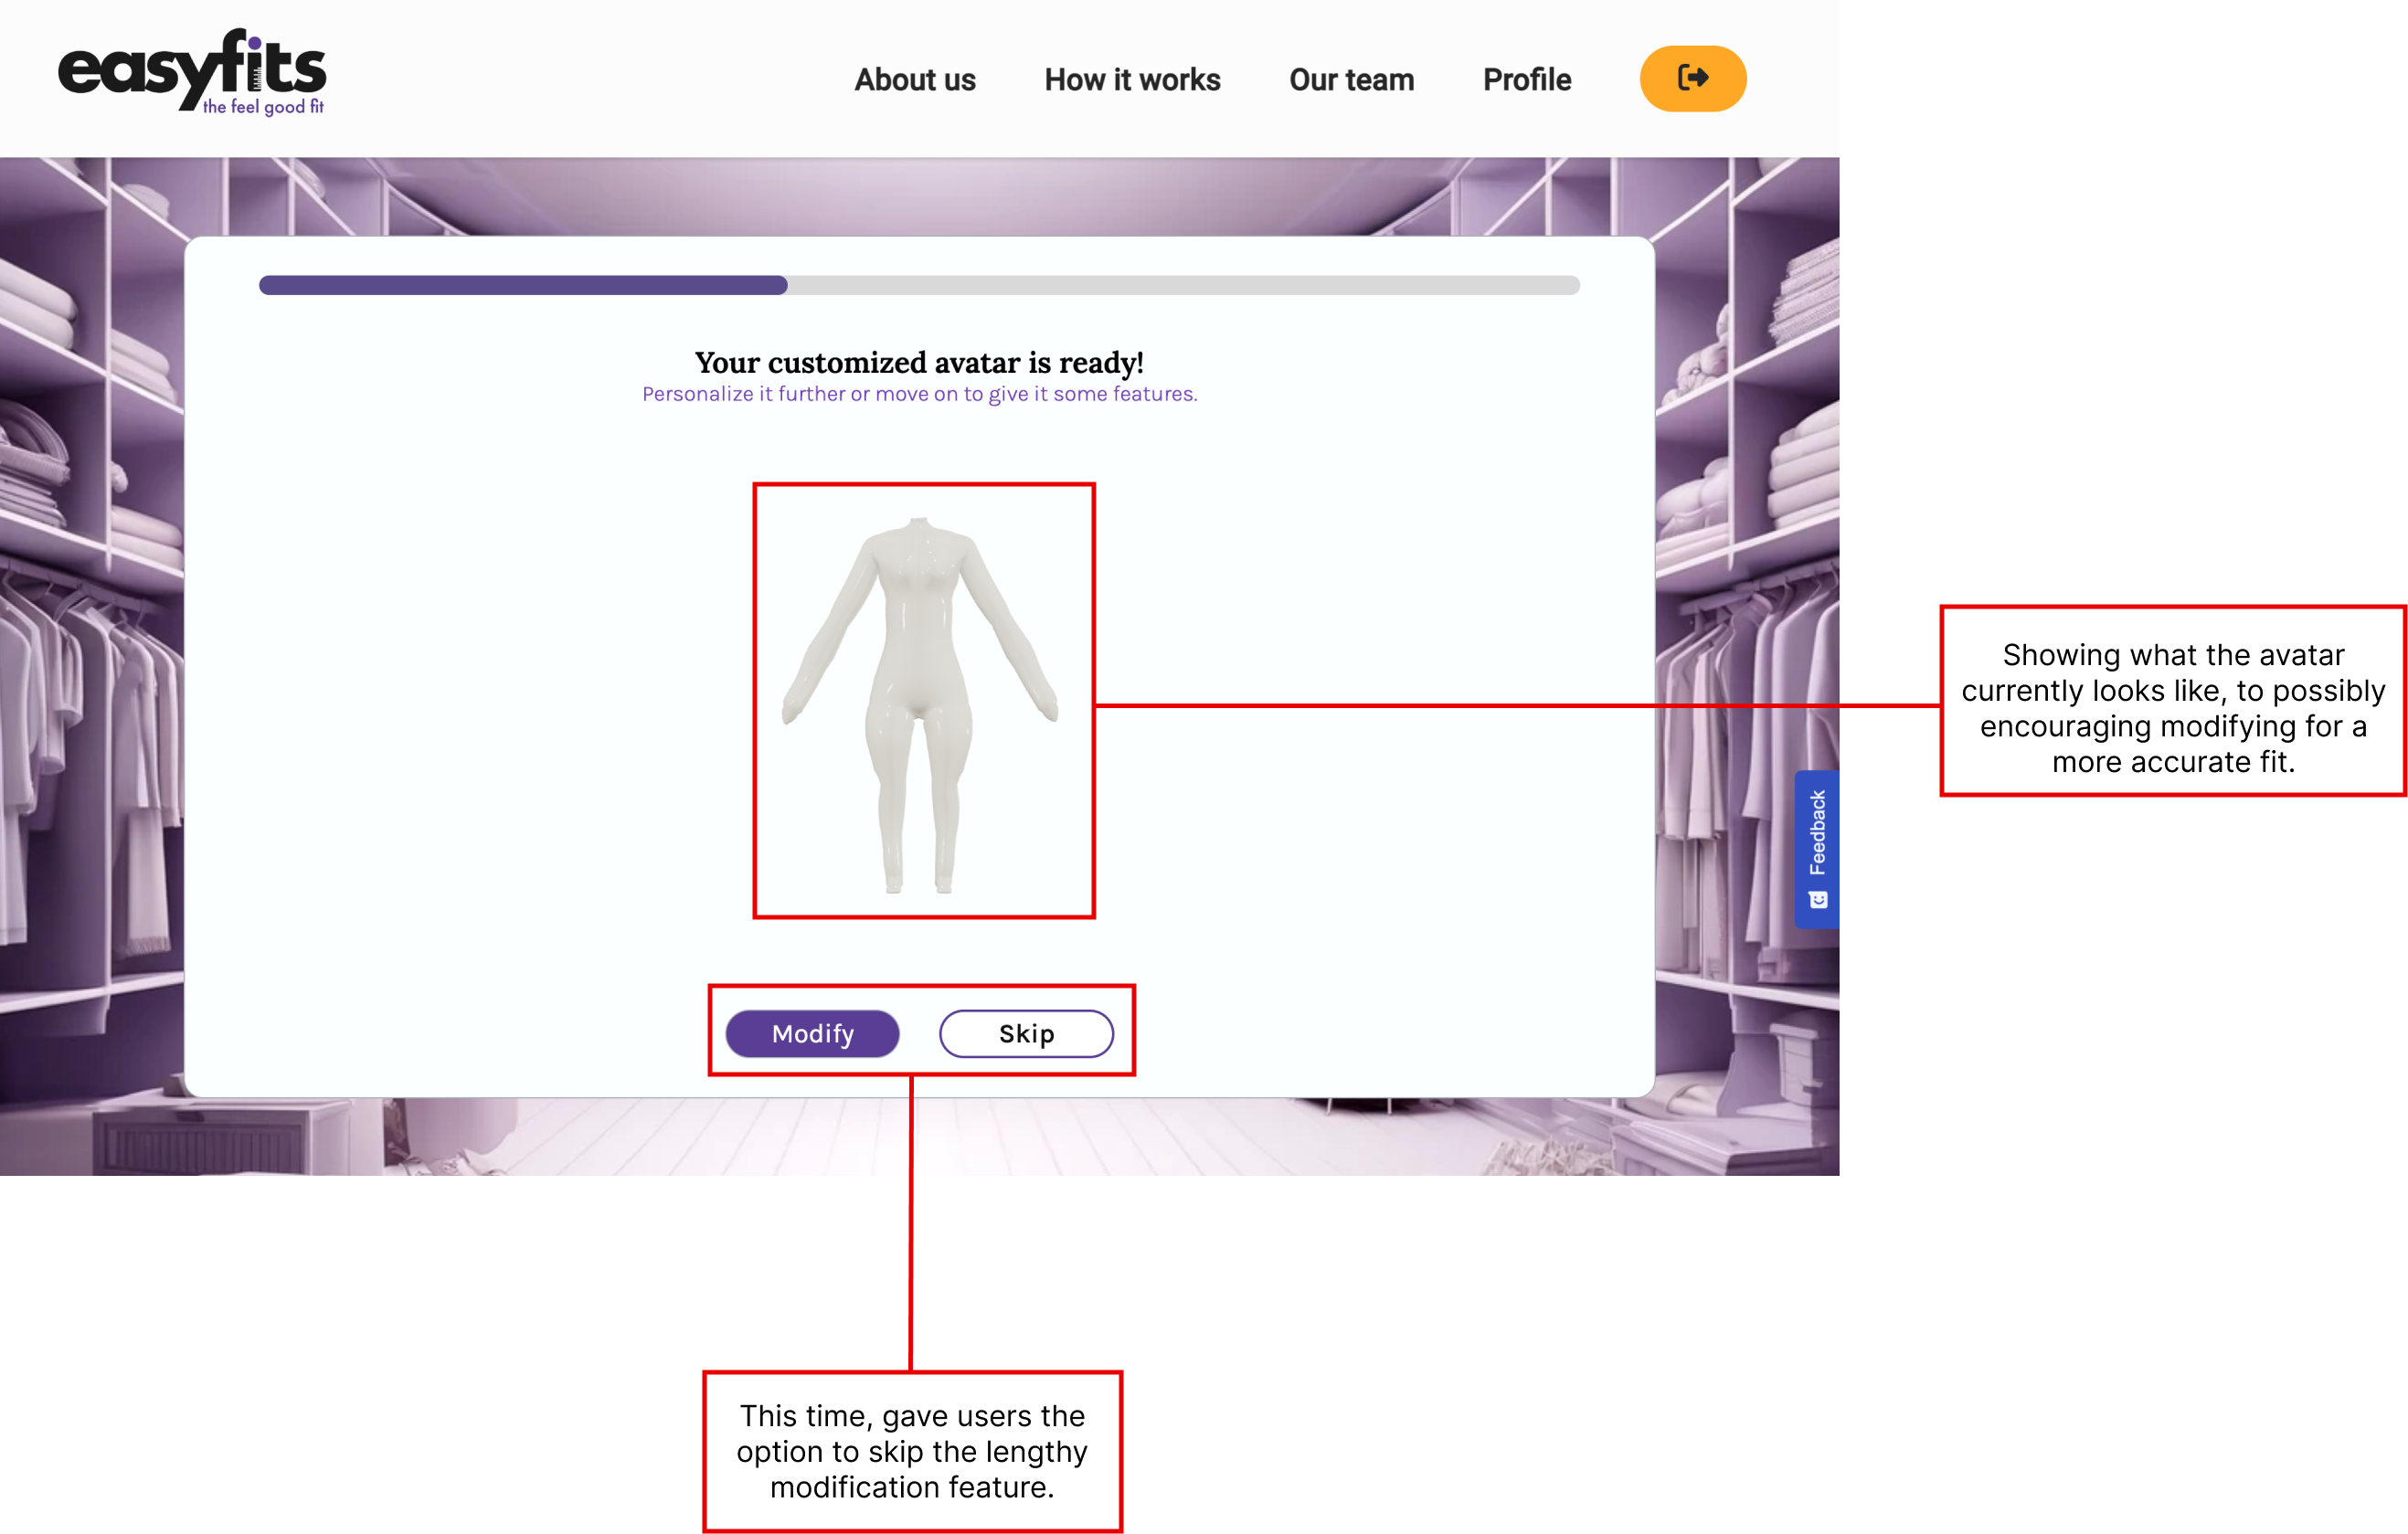 easyfits
the feel good fit
About us
How it works
Our team
Profile
Your customized avatar is ready!
Personalize it further or move on to give it some features.
Showing what the avatar
currently looks like, to possibly
encouraging modifying for a
more accurate fit.
Feedback
Modify
Skip
This time, gave users the
option to skip the lengthy
modification feature.